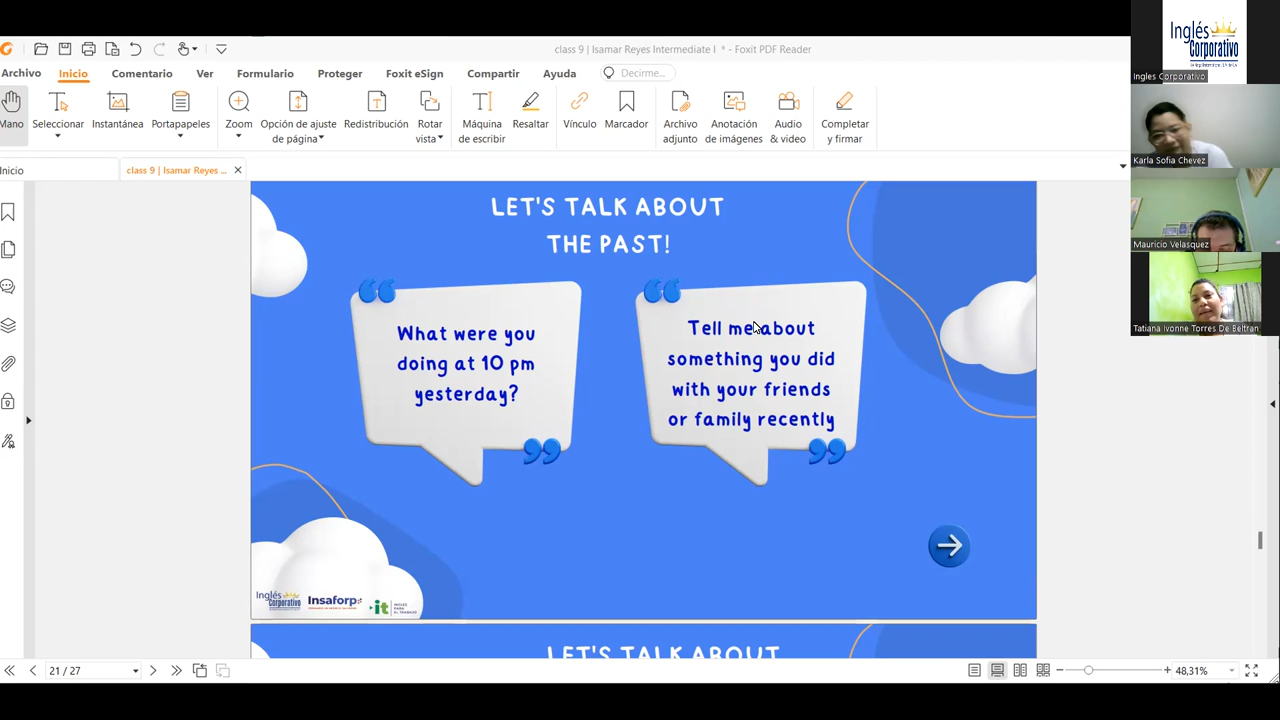 class 9 | Isamar Reyes Intermediate I * - Foxit PDF Reader
Archivo Inicio Comentario Ver Formulario Proteger Foxit eSign Compartir Ayuda Decirme...
Mano
Seleccionar
Instantánea
Portapapeles
Zoom
Opción de ajuste
de página
Redistribución
Rotar
vista
Máquina
de escribir
Resaltar
Vínculo
Marcador
Archivo
adjunto
Anotación
de imágenes
Audio
& video
Completar
y firmar
Inicio
class 9 | Isamar Reyes ...
LET'S TALK ABOUT
THE PAST!
What were you
doing at 10 pm
yesterday?
Tell me about
something you did
with your friends
or family recently
Inglés
Corporativo
Insaforp
it
LET'S TALK ABOUT
21 / 27
48,31%
Inglés
Corporativo
Ingles Corporativo
Karla Sofia Chevez
Mauricio Velasquez
Tatiana Ivonne Torres De Beltran